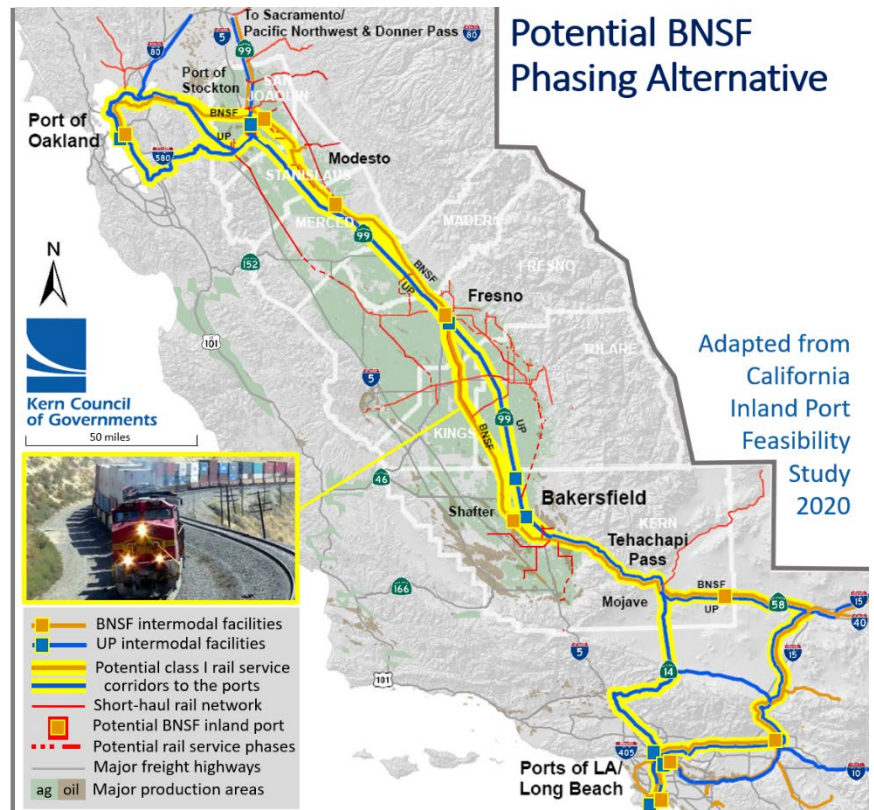 To Sacramento/
Pacific Northwest & Donner Pass
Potential BNSF
Phasing Alternative
80
5
99
80
Port of
Stockton
SAN
JOAQUIN
BNSF
UP
Port of
Oakland
580
Modesto
STANISLAUS
MERCED
99
MADERA
BNSF
UP
152
FRESNO
N
Fresno
101
5
TULARE
Adapted from
California
Inland Port
Feasibility
Study
2020
Kern Council
of Governments
50 miles
KINGS
99
UP
BNSF
46
Shafter
Bakersfield
KERN
Tehachapi
Pass
Mojave
BNSF
UP
58
15
40
166
5
14
15
101
405
10
Ports of LA/
Long Beach
BNSF intermodal facilities
UP intermodal facilities
Potential class I rail service
corridors to the ports
Short-haul rail network
Potential BNSF inland port
Potential rail service phases
Major freight highways
ag oil Major production areas